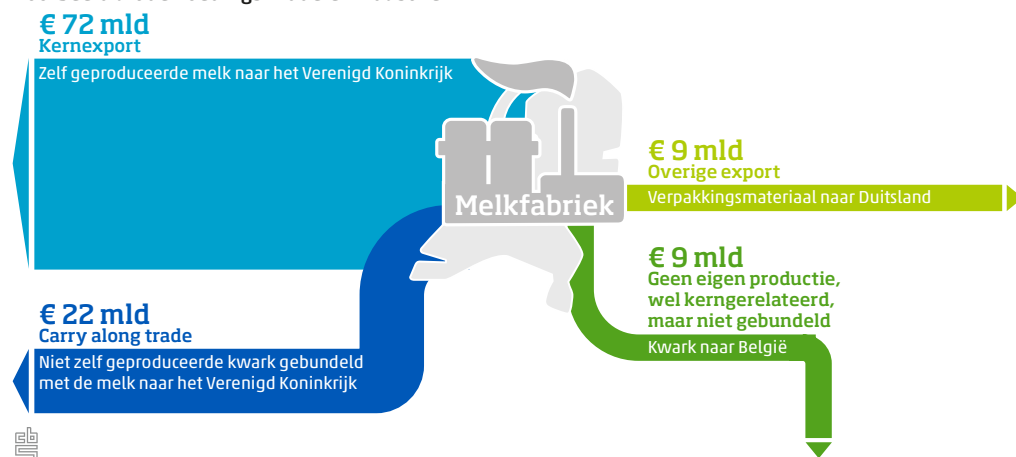 € 72 mld
Kernexport
Zelf geproduceerde melk naar het Verenigd Koninkrijk
€ 9 mld
Overige export
Melkfabriek
Verpakkingsmateriaal naar Duitsland
€ 9 mld
Geen eigen productie,
wel kerngerelateerd,
maar niet gebundeld
Kwark naar België
€ 22 mld
Carry along trade
Niet zelf geproduceerde kwark gebundeld
met de melk naar het Verenigd Koninkrijk